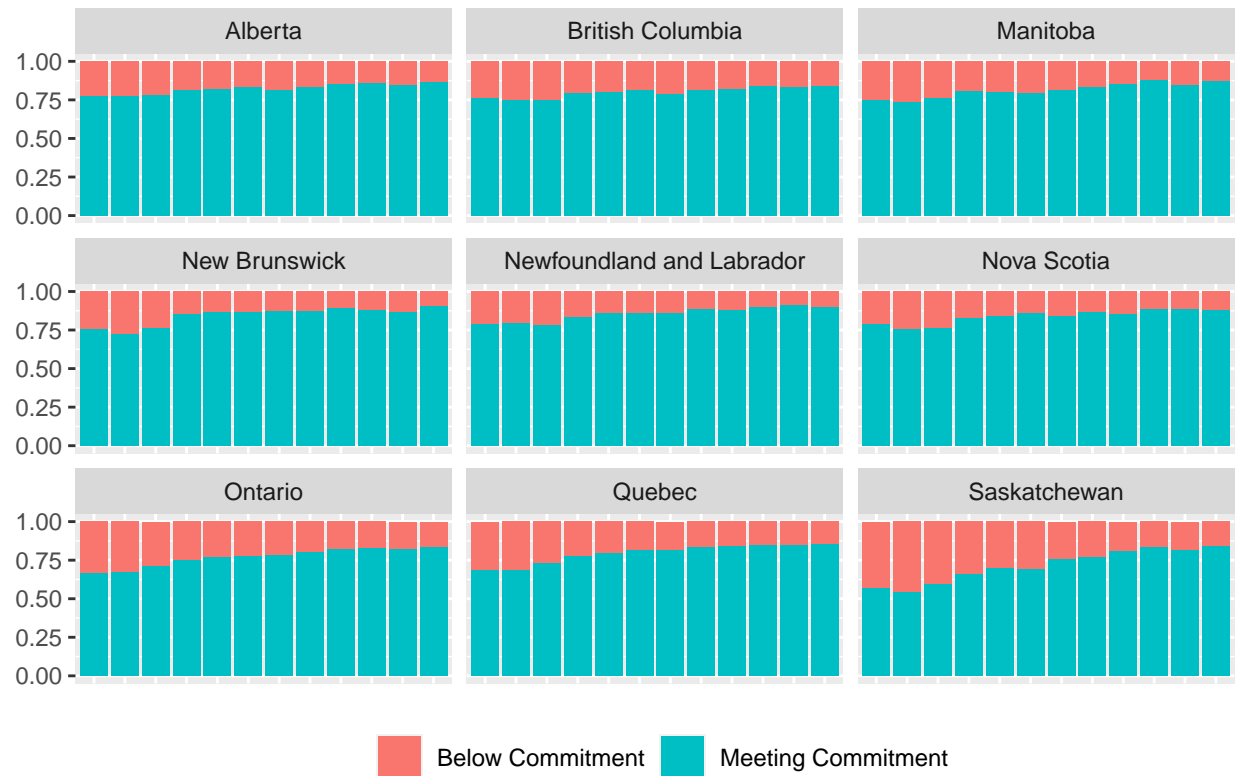 Alberta
British Columbia
Manitoba
1.00
0.75
0.50
0.25
0.00
New Brunswick
Newfoundland and Labrador
Nova Scotia
1.00
0.75
0.50
0.25
0.00
Ontario
Quebec
Saskatchewan
1.00
0.75
0.50
0.25
0.00
Below Commitment
Meeting Commitment